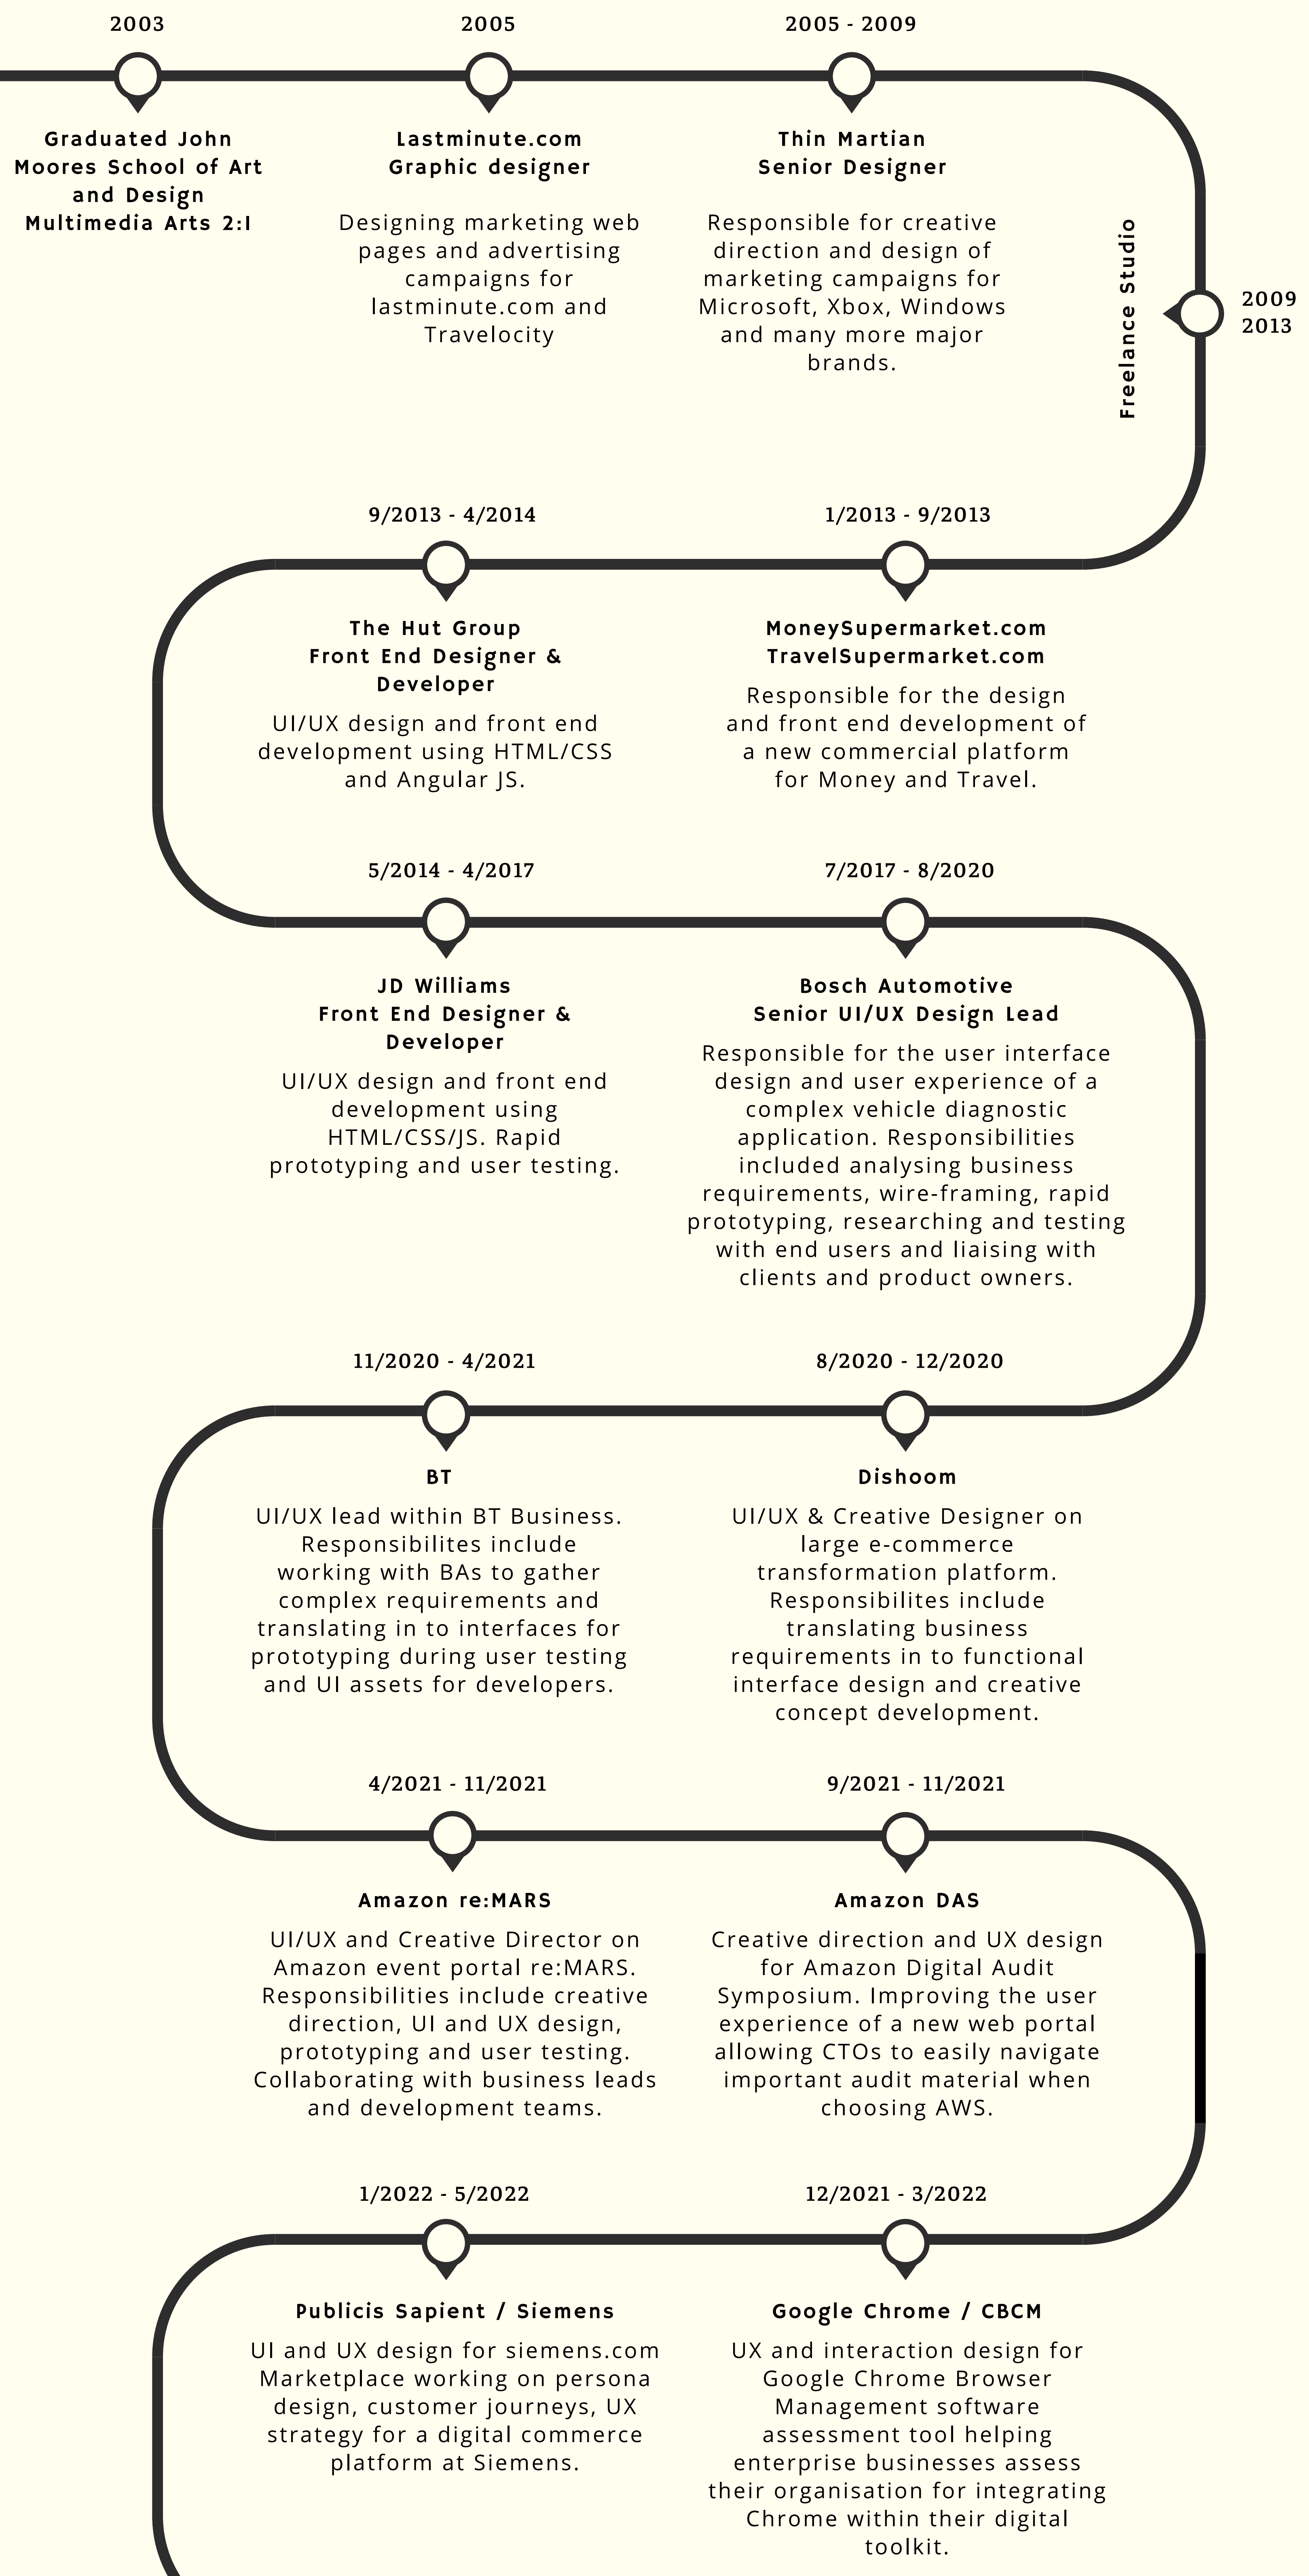 2003
Graduated John
Moores School of Art
and Design
Multimedia Arts 2:1
2005
Lastminute.com
Graphic designer
Designing marketing web
pages and advertising
campaigns for
lastminute.com and
Travelocity
2005 - 2009
Thin Martian
Senior Designer
Responsible for creative
direction and design of
marketing campaigns for
Microsoft, Xbox, Windows
and many more major
brands.
Freelance Studio
2009
2013
1/2013 - 9/2013
MoneySupermarket.com
TravelSupermarket.com
Responsible for the design
and front end development of
a new commercial platform
for Money and Travel.
9/2013 - 4/2014
The Hut Group
Front End Designer &
Developer
UI/UX design and front end
development using HTML/CSS
and Angular JS.
5/2014 - 4/2017
JD Williams
Front End Designer &
Developer
UI/UX design and front end
development using
HTML/CSS/JS. Rapid
prototyping and user testing.
7/2017 - 8/2020
Bosch Automotive
Senior UI/UX Design Lead
Responsible for the user interface
design and user experience of a
complex vehicle diagnostic
application. Responsibilities
included analysing business
requirements, wire-framing, rapid
prototyping, researching and testing
with end users and liaising with
clients and product owners.
8/2020 - 12/2020
Dishoom
UI/UX & Creative Designer on
large e-commerce
transformation platform.
Responsibilites include
translating business
requirements in to functional
interface design and creative
concept development.
11/2020 - 4/2021
BT
UI/UX lead within BT Business.
Responsibilites include
working with BAs to gather
complex requirements and
translating in to interfaces for
prototyping during user testing
and UI assets for developers.
4/2021 - 11/2021
Amazon re:MARS
UI/UX and Creative Director on
Amazon event portal re:MARS.
Responsibilities include creative
direction, UI and UX design,
prototyping and user testing.
Collaborating with business leads
and development teams.
9/2021 - 11/2021
Amazon DAS
Creative direction and UX design
for Amazon Digital Audit
Symposium. Improving the user
experience of a new web portal
allowing CTOs to easily navigate
important audit material when
choosing AWS.
12/2021 - 3/2022
Google Chrome / CBCM
UX and interaction design for
Google Chrome Browser
Management software
assessment tool helping
enterprise businesses assess
their organisation for integrating
Chrome within their digital
toolkit.
1/2022 - 5/2022
Publicis Sapient / Siemens
UI and UX design for siemens.com
Marketplace working on persona
design, customer journeys, UX
strategy for a digital commerce
platform at Siemens.